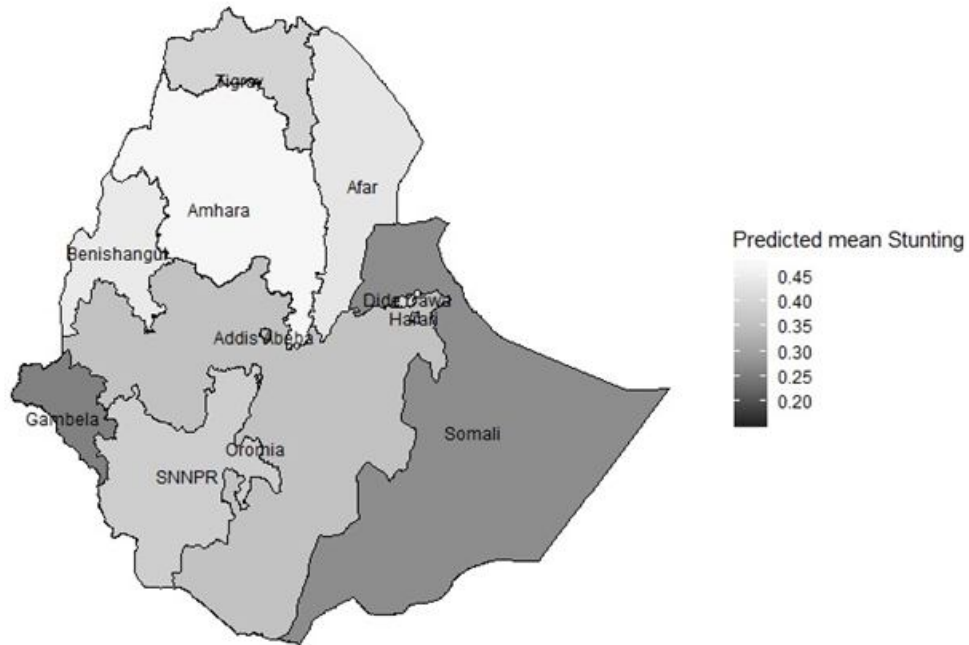 Tigray
Afar
Amhara
Benishangul
Predicted mean Stunting
0.45
0.40
0.35
0.30
0.25
0.20
Dida Dawa
Harari
Addis Abeba
Gambela
Somali
Oromia
SNNPR